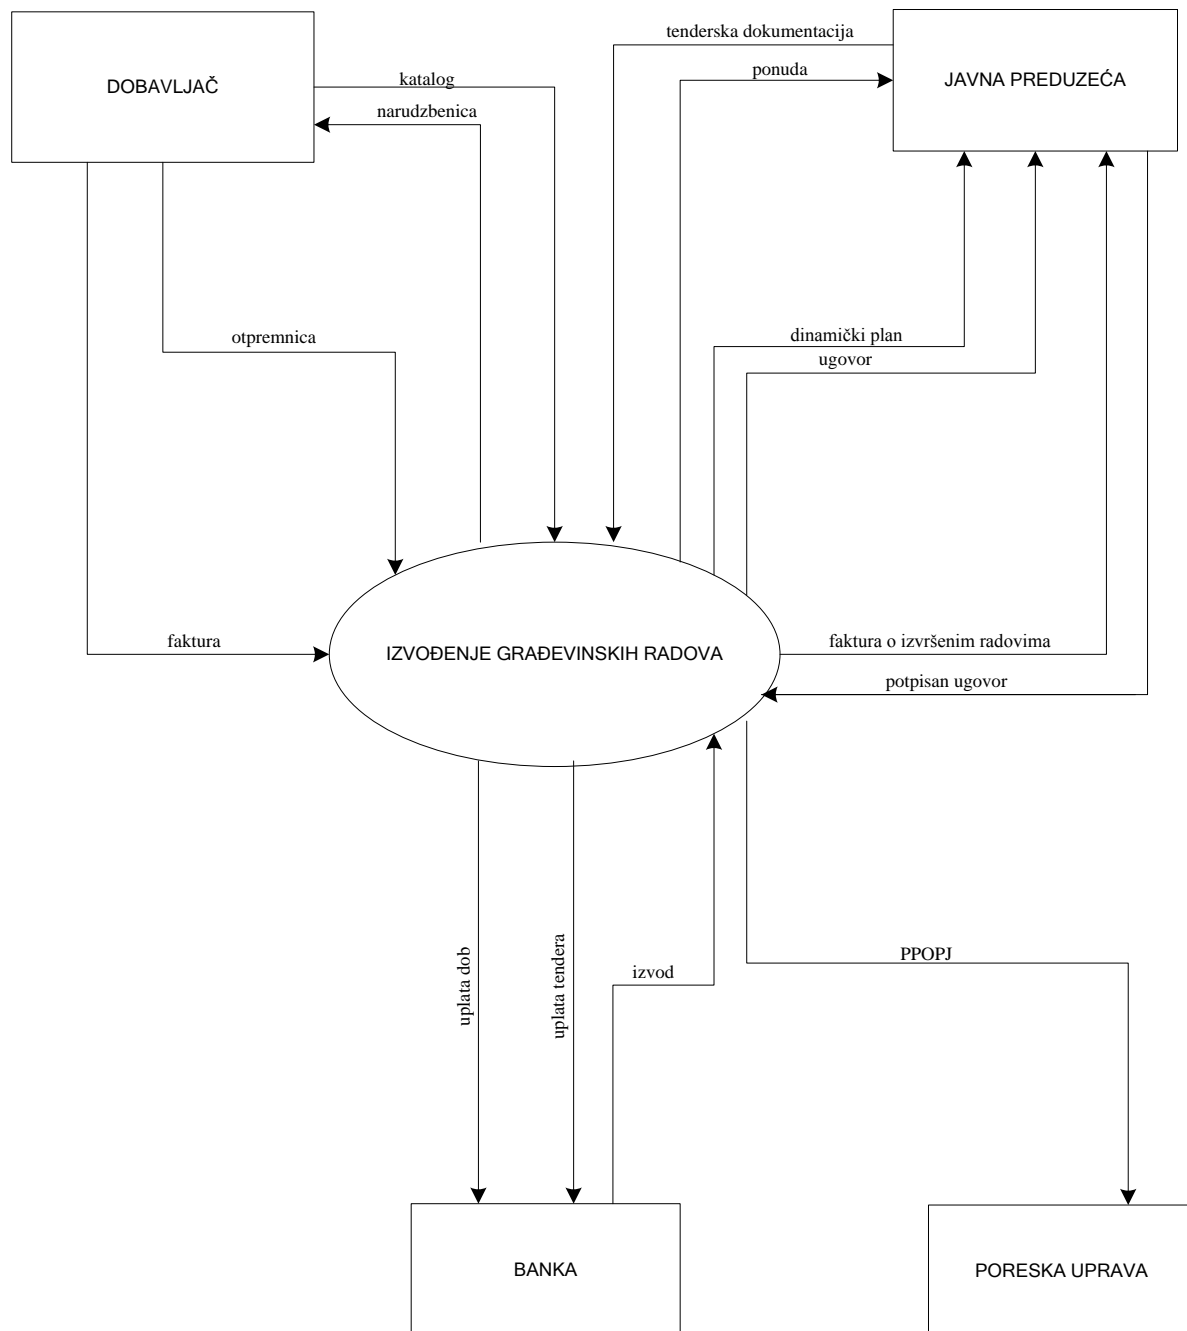 tenderska dokumentacija
ponuda
DOBAVLJAČ
katalog
narudzbenica
JAVNA PREDUZEĆA
otpremnica
dinamički plan
ugovor
faktura
IZVOĐENJE GRAĐEVINSKIH RADOVA
faktura o izvršenim radovima
potpisan ugovor
uplata dob
uplata tendera
izvod
PPOPJ
BANKA
PORESKA UPRAVA